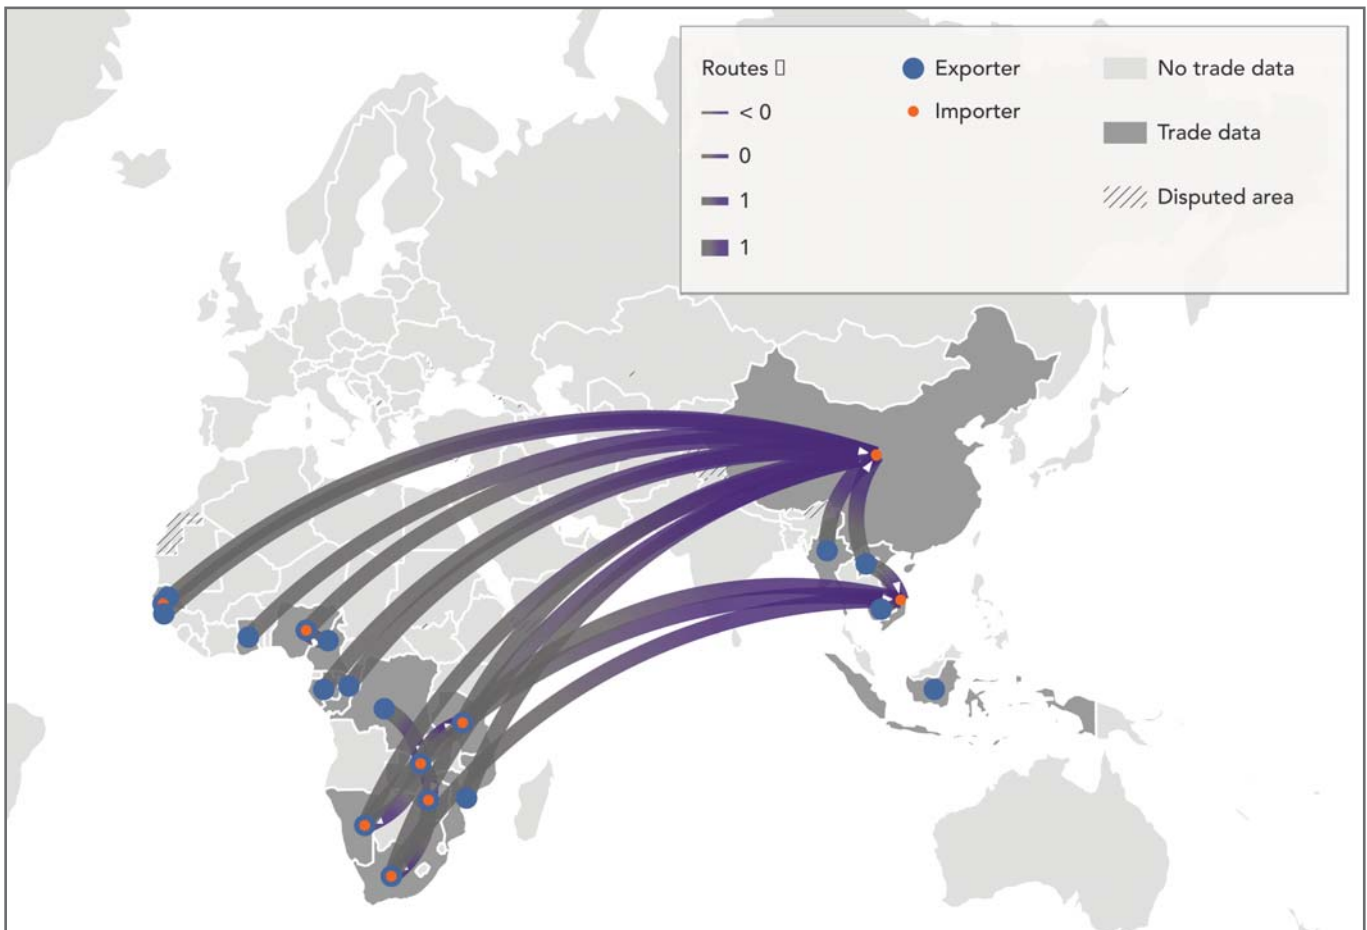 Routes ▯
< 0
0
1
1
Exporter
Importer
No trade data
Trade data
Disputed area